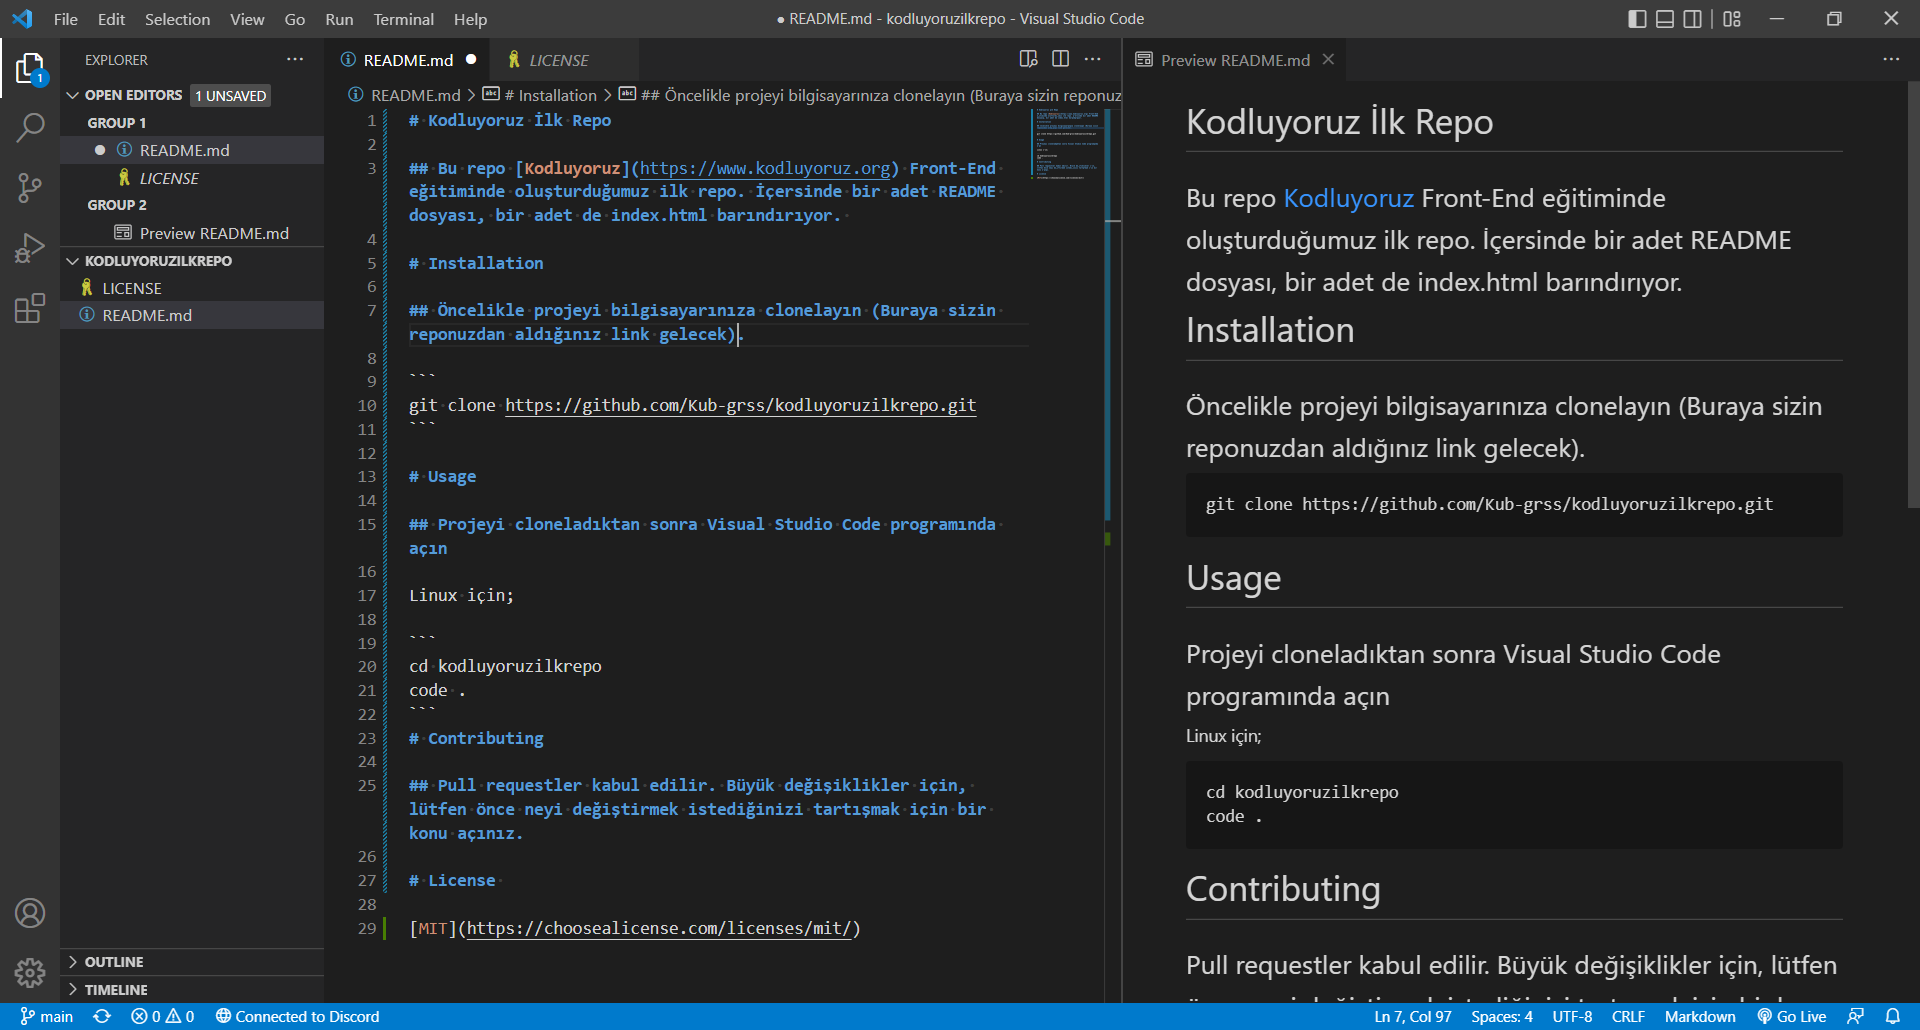 File Edit Selection View Go Run Terminal Help
● README.md - kodluyoruzilkrepo - Visual Studio Code
EXPLORER
OPEN EDITORS 1 UNSAVED
GROUP 1
README.md
LICENSE
GROUP 2
Preview README.md
KODLUYORUZILKREPO
LICENSE
README.md
OUTLINE
TIMELINE
1
README.md LICENSE
README.md > # Installation > ## Öncelikle projeyi bilgisayarınıza clonelayın (Buraya sizin reponuz
1 # Kodluyoruz İlk Repo
2
3 ## Bu repo [Kodluyoruz](https://www.kodluyoruz.org) Front-End
eğitiminde oluşturduğumuz ilk repo. İçersinde bir adet README
dosyası, bir adet de index.html barındırıyor.
4
5 # Installation
6
7 ## Öncelikle projeyi bilgisayarınıza clonelayın (Buraya sizin
reponuzdan aldığınız link gelecek).
8
9 ```
10 git clone https://github.com/Kub-grss/kodluyoruzilkrepo.git
11 ```
12
13 # Usage
14
15 ## Projeyi cloneladıktan sonra Visual Studio Code programında
açın
16
17 Linux için;
18
19 ```
20 cd kodluyoruzilkrepo
21 code .
22 ```
23 # Contributing
24
25 ## Pull requestler kabul edilir. Büyük değişiklikler için,
lütfen önce neyi değiştirmek istediğinizi tartışmak için bir
konu açınız.
26
27 # License
28
29 [MIT](https://choosealicense.com/licenses/mit/)
Preview README.md
Kodluyoruz İlk Repo
Bu repo Kodluyoruz Front-End eğitiminde
oluşturduğumuz ilk repo. İçersinde bir adet README
dosyası, bir adet de index.html barındırıyor.
Installation
Öncelikle projeyi bilgisayarınıza clonelayın (Buraya sizin
reponuzdan aldığınız link gelecek).
git clone https://github.com/Kub-grss/kodluyoruzilkrepo.git
Usage
Projeyi cloneladıktan sonra Visual Studio Code
programında açın
Linux için;
cd kodluyoruzilkrepo
code .
Contributing
Pull requestler kabul edilir. Büyük değişiklikler için, lütfen
main 0 0 Connected to Discord
Ln 7, Col 97 Spaces: 4 UTF-8 CRLF Markdown Go Live